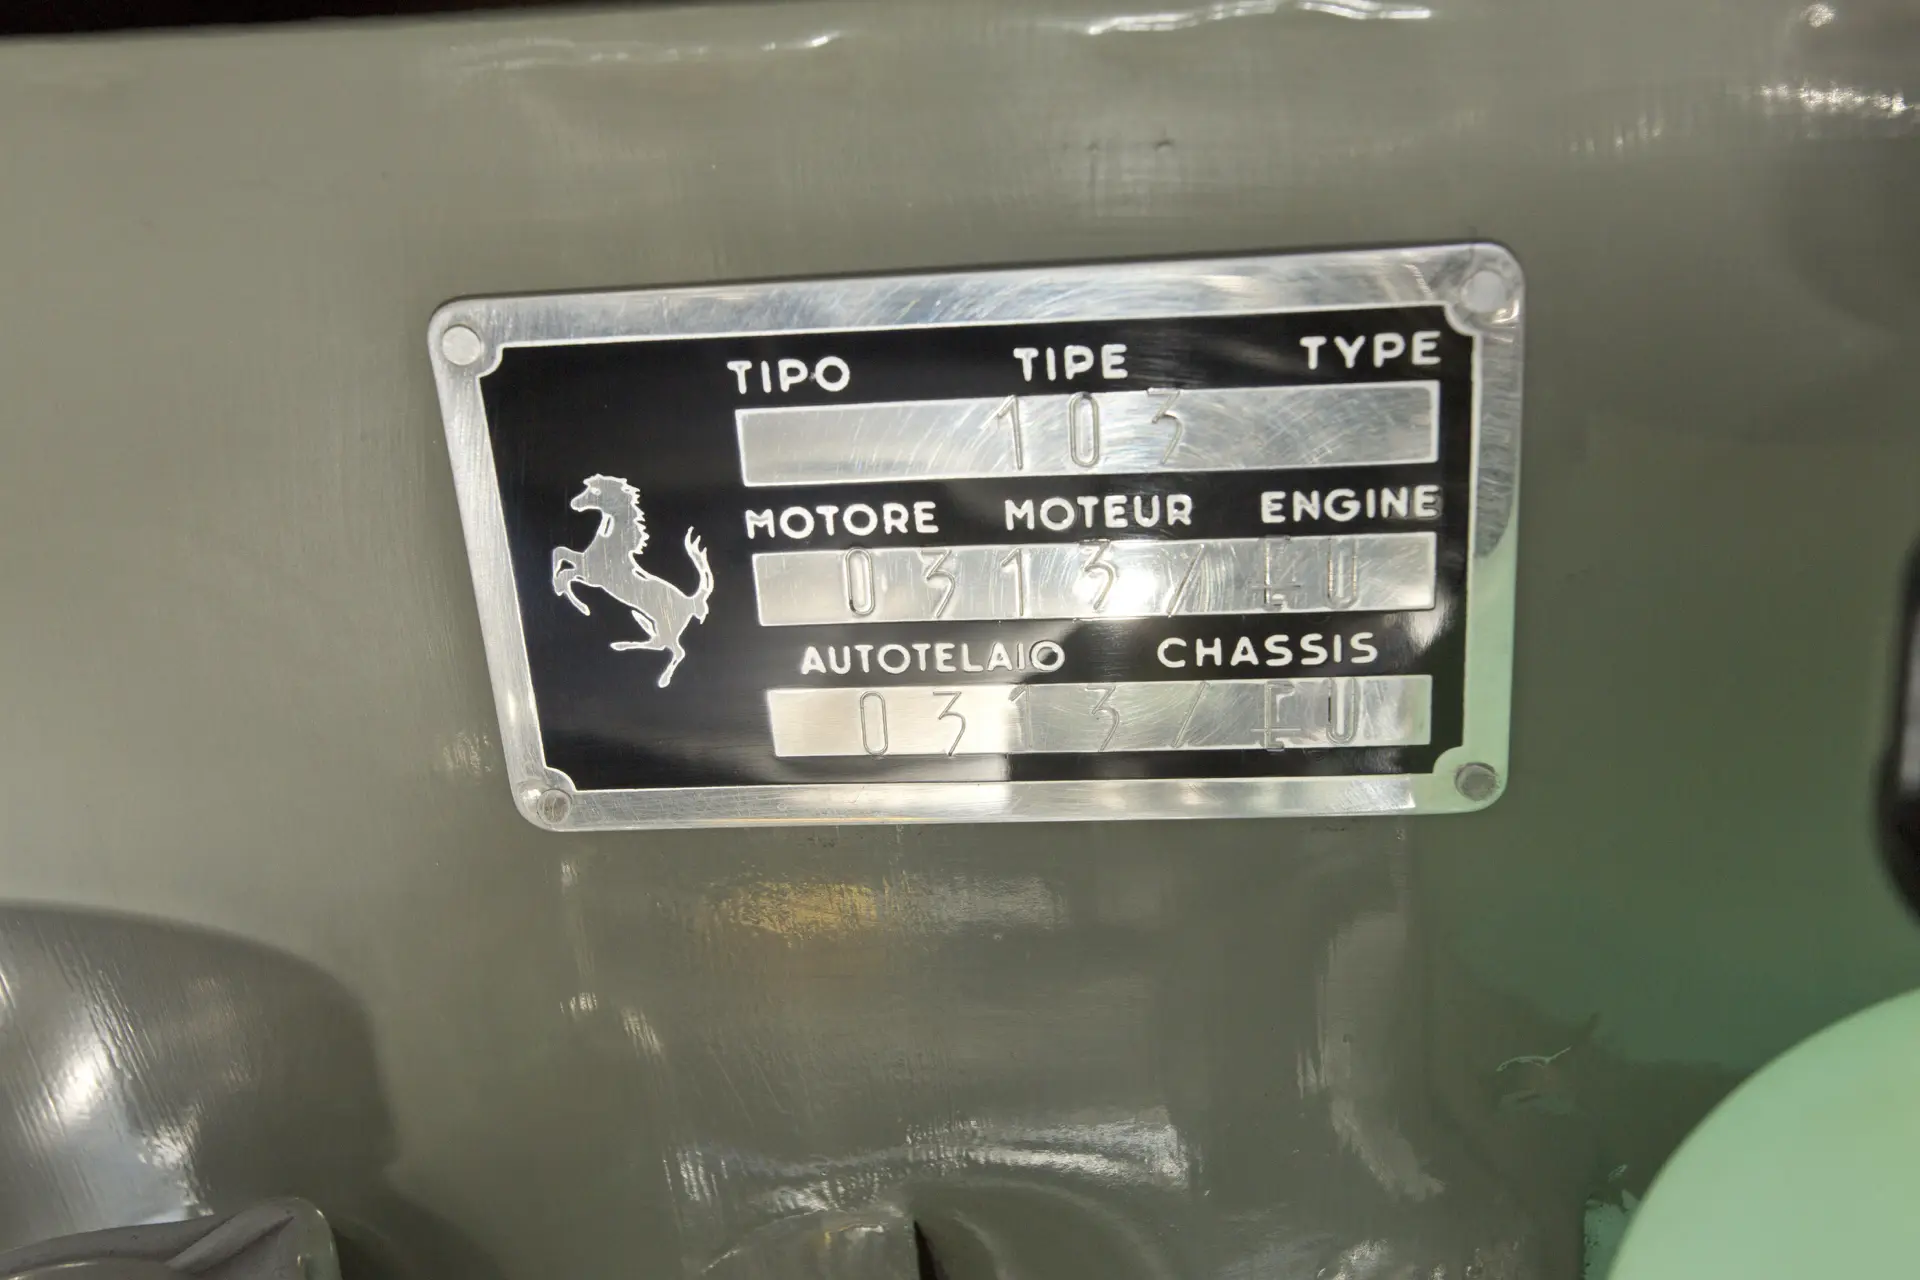 TIPO TIPE TYPE
103
MOTORE MOTEUR ENGINE
0313/EU
AUTOTELAIO CHASSIS
0313/EU